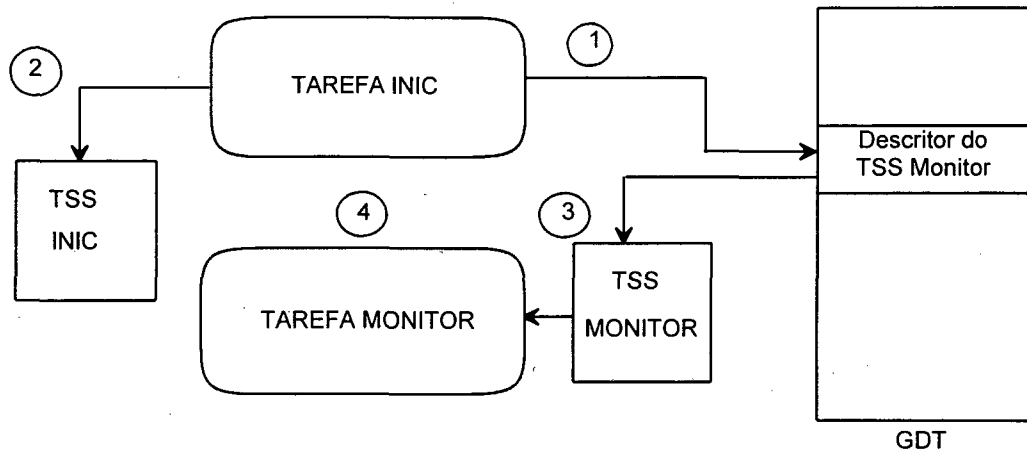 1
2
TAREFA INIC
Descritor do
TSS Monitor
TSS
INIC
4
3
TSS
MONITOR
TAREFA MONITOR
GDT